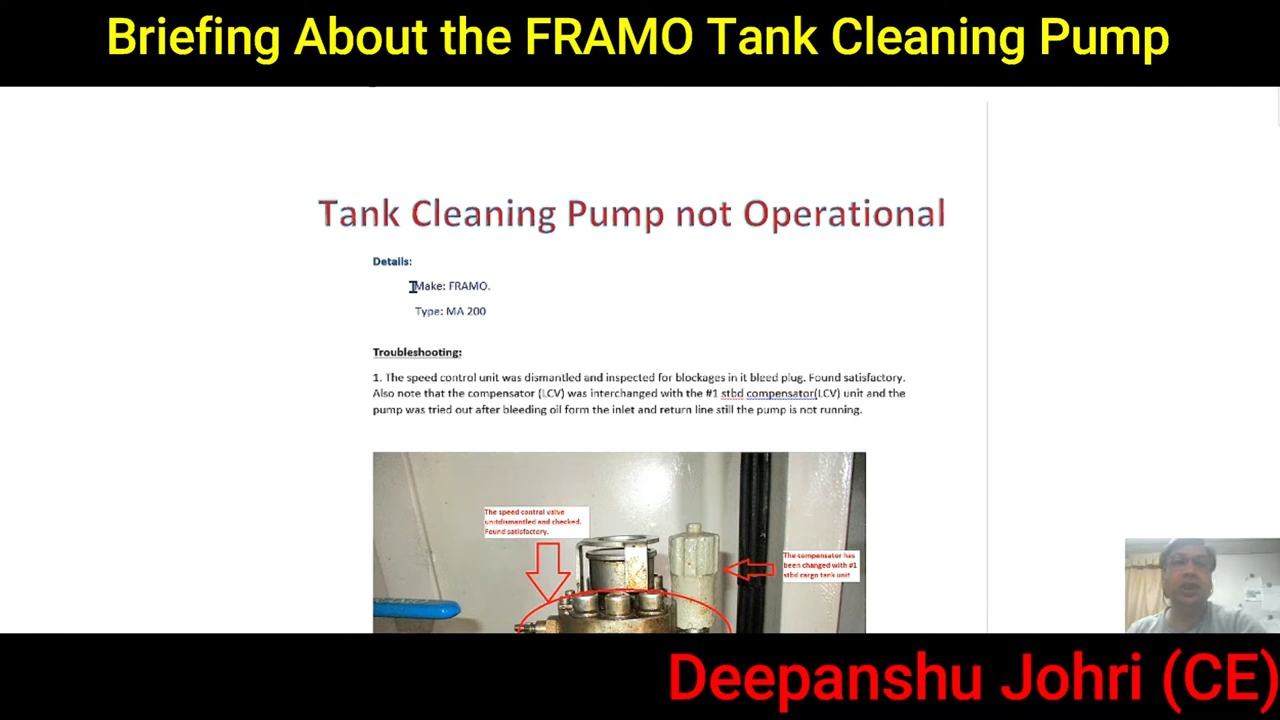 Briefing About the FRAMO Tank Cleaning Pump
Tank Cleaning Pump not Operational
Details:
Make: FRAMO.
Type: MA 200
Troubleshooting:
1. The speed control unit was dismantled and inspected for blockages in it bleed plug. Found satisfactory.
Also note that the compensator (LCV) was interchanged with the #1 stbd compensator(LCV) unit and the
pump was tried out after bleeding oil form the inlet and return line still the pump is not running.
The speed control valve
unitdismantled and checked.
Found satisfactory.
The compensator has
been changed with #1
stbd cargo tank unit
Deepanshu Johri (CE)